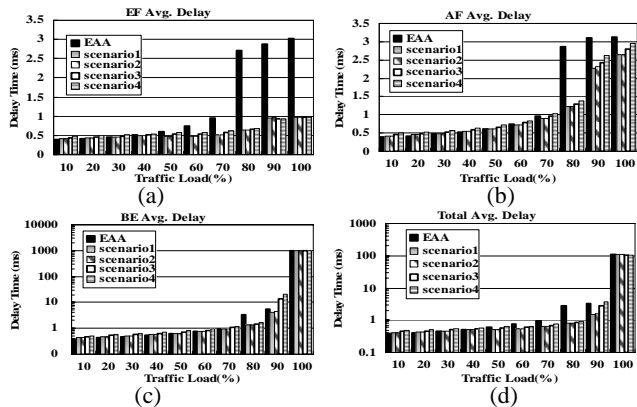 EF Avg. Delay
Delay Time (ms)
3.5
3
2.5
2
1.5
1
0.5
0
EAA
scenario1
scenario2
scenario3
scenario4
10 20 30 40 50 60 70 80 90 100
Traffic Load(%)
(a)
AF Avg. Delay
Delay Time (ms)
3.5
3
2.5
2
1.5
1
0.5
0
EAA
scenario1
scenario2
scenario3
scenario4
10 20 30 40 50 60 70 80 90 100
Traffic Load(%)
(b)
BE Avg. Delay
Delay Time (ms)
10000
1000
100
10
1
0
EAA
scenario1
scenario2
scenario3
scenario4
10 20 30 40 50 60 70 80 90 100
Traffic Load(%)
(c)
Total Avg. Delay
Delay Time (ms)
1000
100
10
1
0.1
EAA
scenario1
scenario2
scenario3
scenario4
10 20 30 40 50 60 70 80 90 100
Traffic Load(%)
(d)